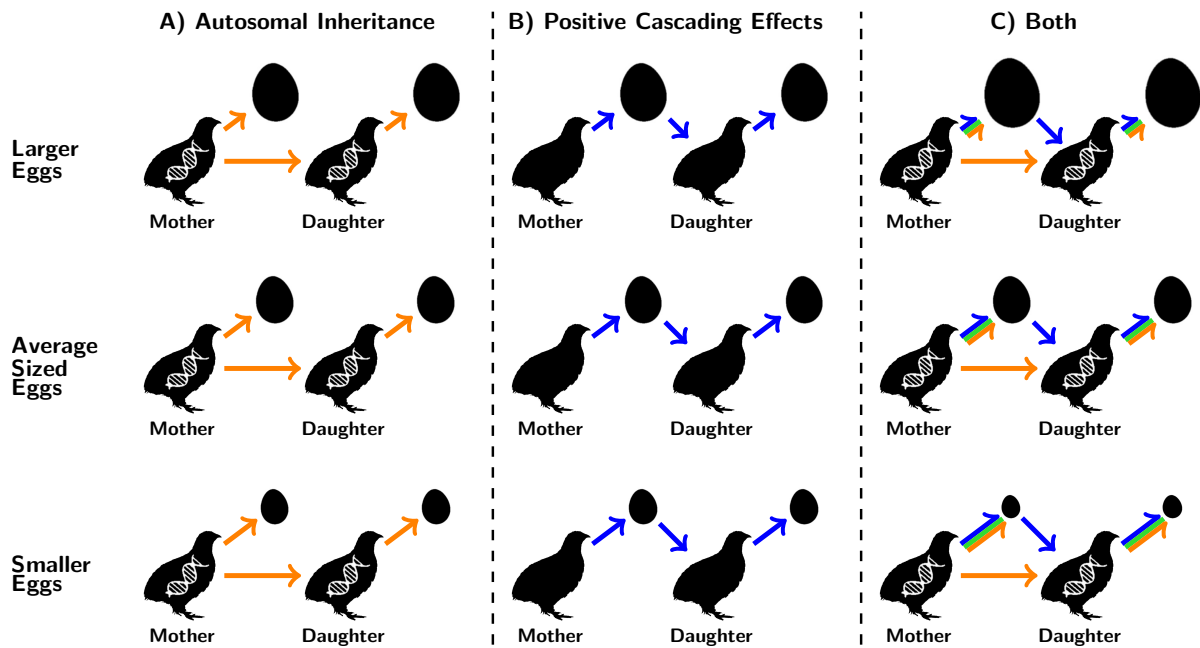 A) Autosomal Inheritance
B) Positive Cascading Effects
C) Both
Larger
Eggs
Mother
Daughter
Mother
Daughter
Mother
Daughter
Average
Sized
Eggs
Mother
Daughter
Mother
Daughter
Mother
Daughter
Smaller
Eggs
Mother
Daughter
Mother
Daughter
Mother
Daughter